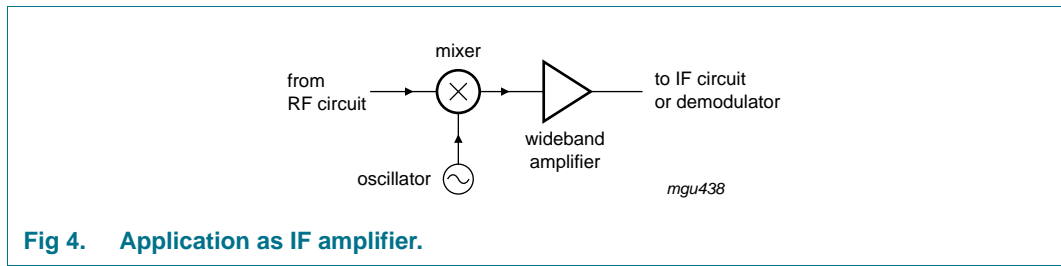 mixer
from
RF circuit
to IF circuit
or demodulator
wideband
amplifier
oscillator
mgu438
Fig 4. Application as IF amplifier.